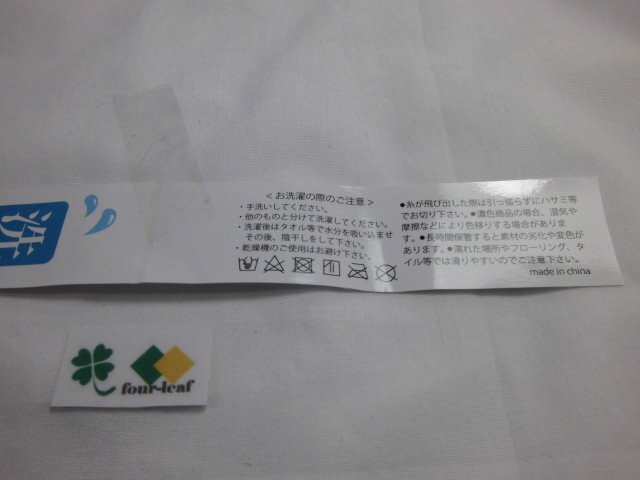 洗
<お洗濯の際のご注意>
・手洗いしてください。
・他のものと分けて洗濯してください。
・洗濯後はタオル等で水分を吸い込ませ
その後、陰干しをして下さい。
・乾燥機のご使用はお避け下さい。
●糸が飛び出した際は引っ張らずにハサミ等
でお切り下さい。●濃色商品の場合、湿気や
摩擦などにより色移りする場合がありま
す。●長時間保管すると素材の劣化や変色が
あります。●濡れた場所やフローリング、タ
イル等では滑りやすいのでご注意下さい。
made in china
four-leaf